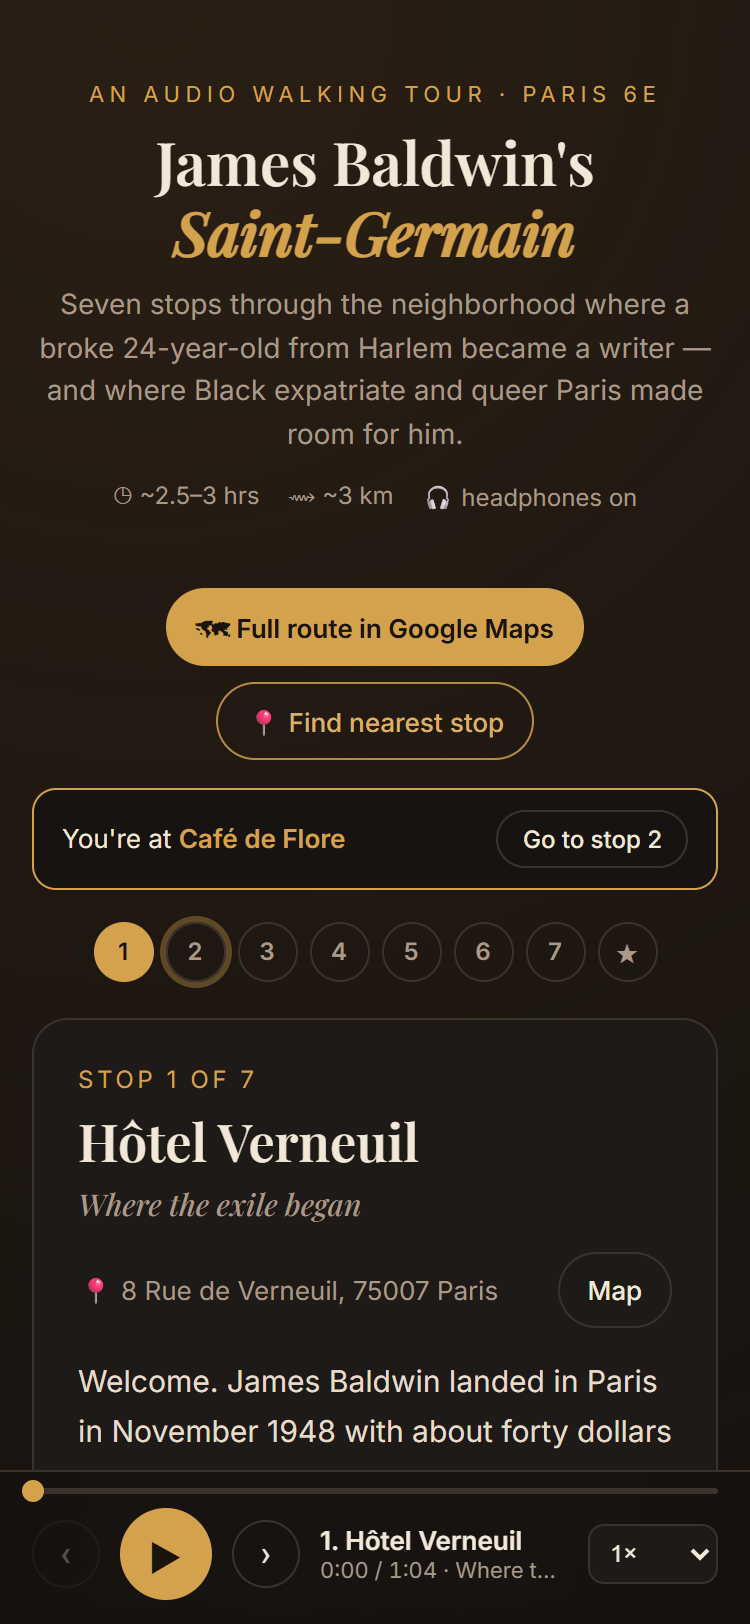 AN AUDIO WALKING TOUR · PARIS 6E
James Baldwin's
Saint-Germain
Seven stops through the neighborhood where a
broke 24-year-old from Harlem became a writer —
and where Black expatriate and queer Paris made
room for him.
◷ ~2.5–3 hrs ⬳ ~3 km 🎧 headphones on
🗺 Full route in Google Maps
📍 Find nearest stop
You're at Café de Flore
Go to stop 2
1 2 3 4 5 6 7 ★
STOP 1 OF 7
Hôtel Verneuil
Where the exile began
📍 8 Rue de Verneuil, 75007 Paris
Map
Welcome. James Baldwin landed in Paris
in November 1948 with about forty dollars
‹ ▶ ›
1. Hôtel Verneuil
0:00 / 1:04 · Where t...
1×